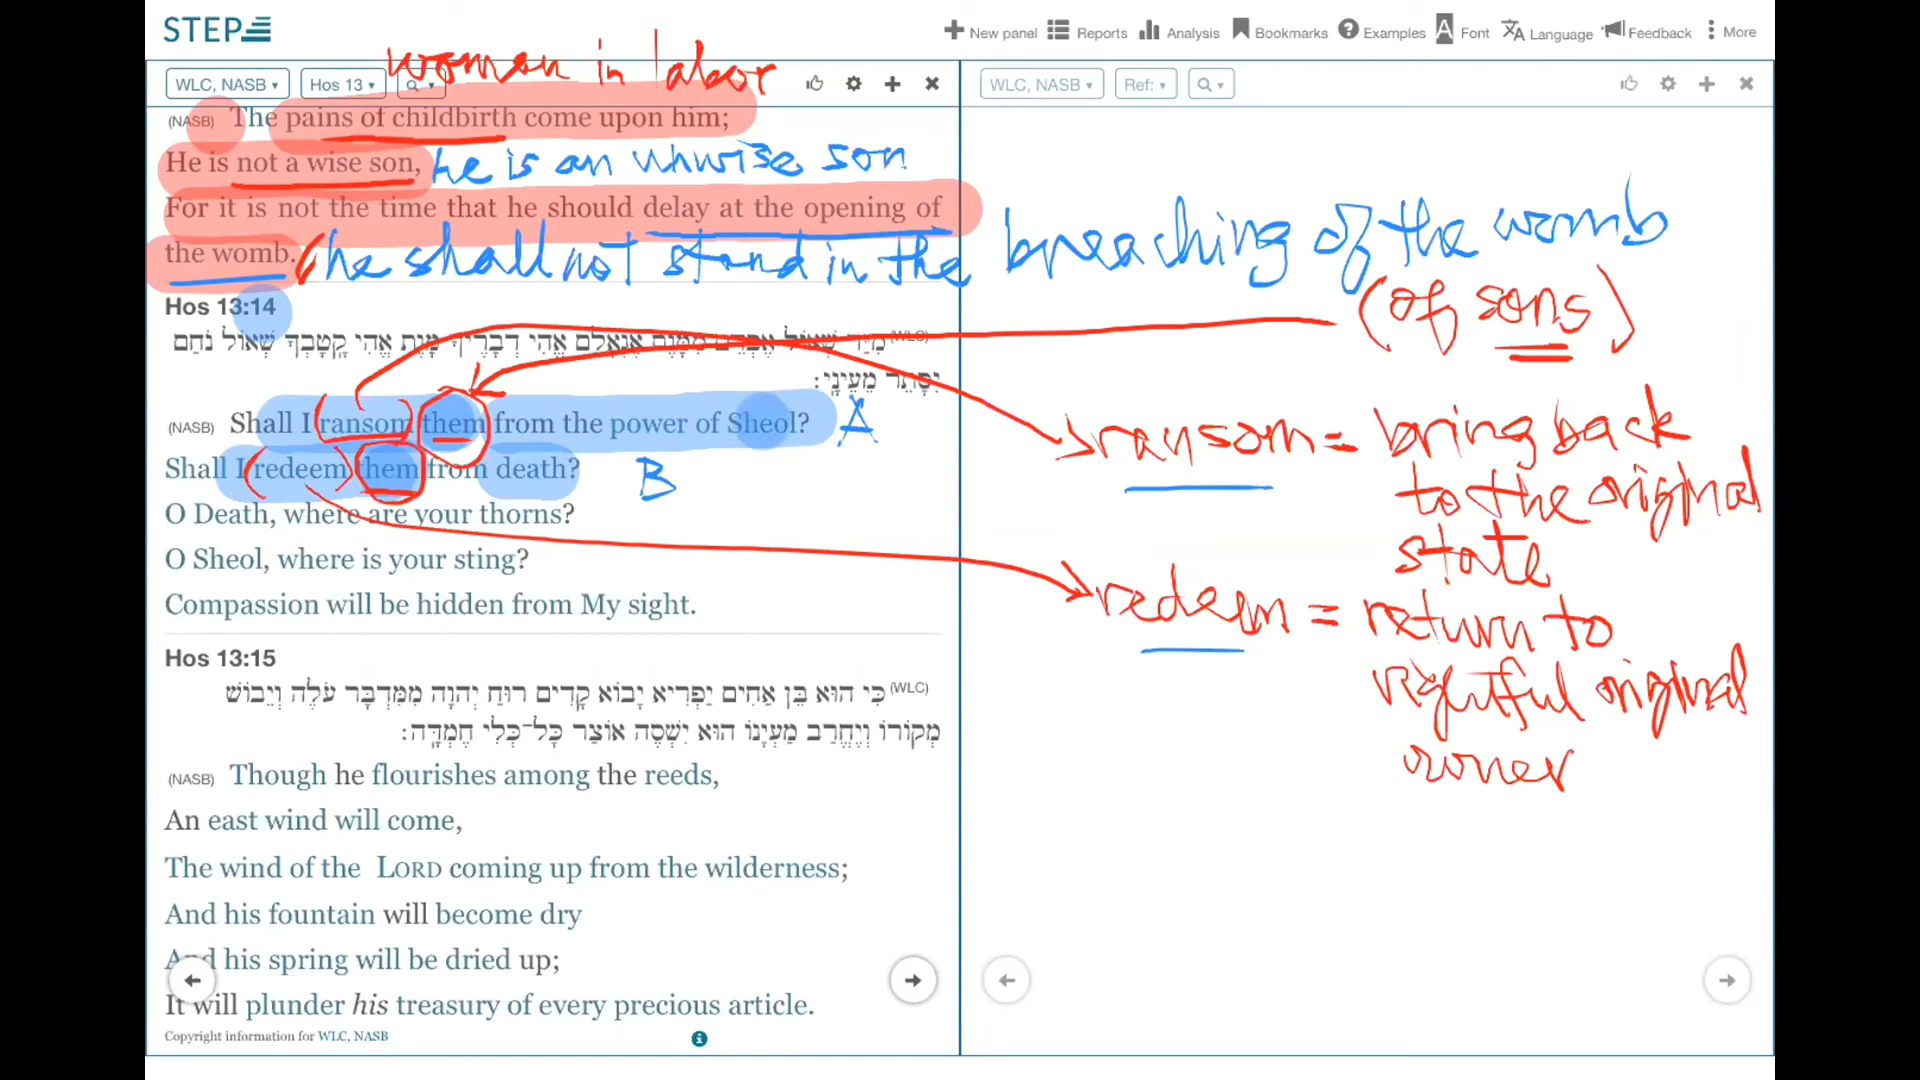 STEP
New panel Reports Analysis Bookmarks Examples Font Language Feedback More
women in labor
WLC, NASB Hos 13
WLC, NASB Ref:
(NASB) The pains of childbirth come upon him;
He is not a wise son, he is an unwise son
For it is not the time that he should delay at the opening of
the womb. (he shall not stand in the breaching of the womb
(of sons)
Hos 13:14
(WLC) מִיַּד שְׁאוֹל אֶפְדֵּם מִמָּוֶת אֶגְאָלֵם אֱהִי דְבָרֶיךָ מָוֶת אֱהִי קָטָבְךָ שְׁאוֹל נֹחַם
יִסָּתֵר מֵעֵינָי׃
(NASB) Shall I ransom them from the power of Sheol? A
Shall I redeem them from death? B
O Death, where are your thorns?
O Sheol, where is your sting?
Compassion will be hidden from My sight.
ransom = bring back
to the original
state
redeem = return to
rightful original
owner
Hos 13:15
(WLC) כִּי הוּא בֵּן אַחִים יַפְרִיא יָבוֹא קָדִים רוּחַ יְהוָה מִמִּדְבָּר עֹלֶה וְיֵבוֹשׁ
מְקוֹרוֹ וְיֶחֱרַב מַעְיָנוֹ הוּא יִשְׁסֶה אוֹצַר כָּל־כְּלִי חֶמְדָּה׃
(NASB) Though he flourishes among the reeds,
An east wind will come,
The wind of the LORD coming up from the wilderness;
And his fountain will become dry
And his spring will be dried up;
It will plunder his treasury of every precious article.
Copyright information for WLC, NASB